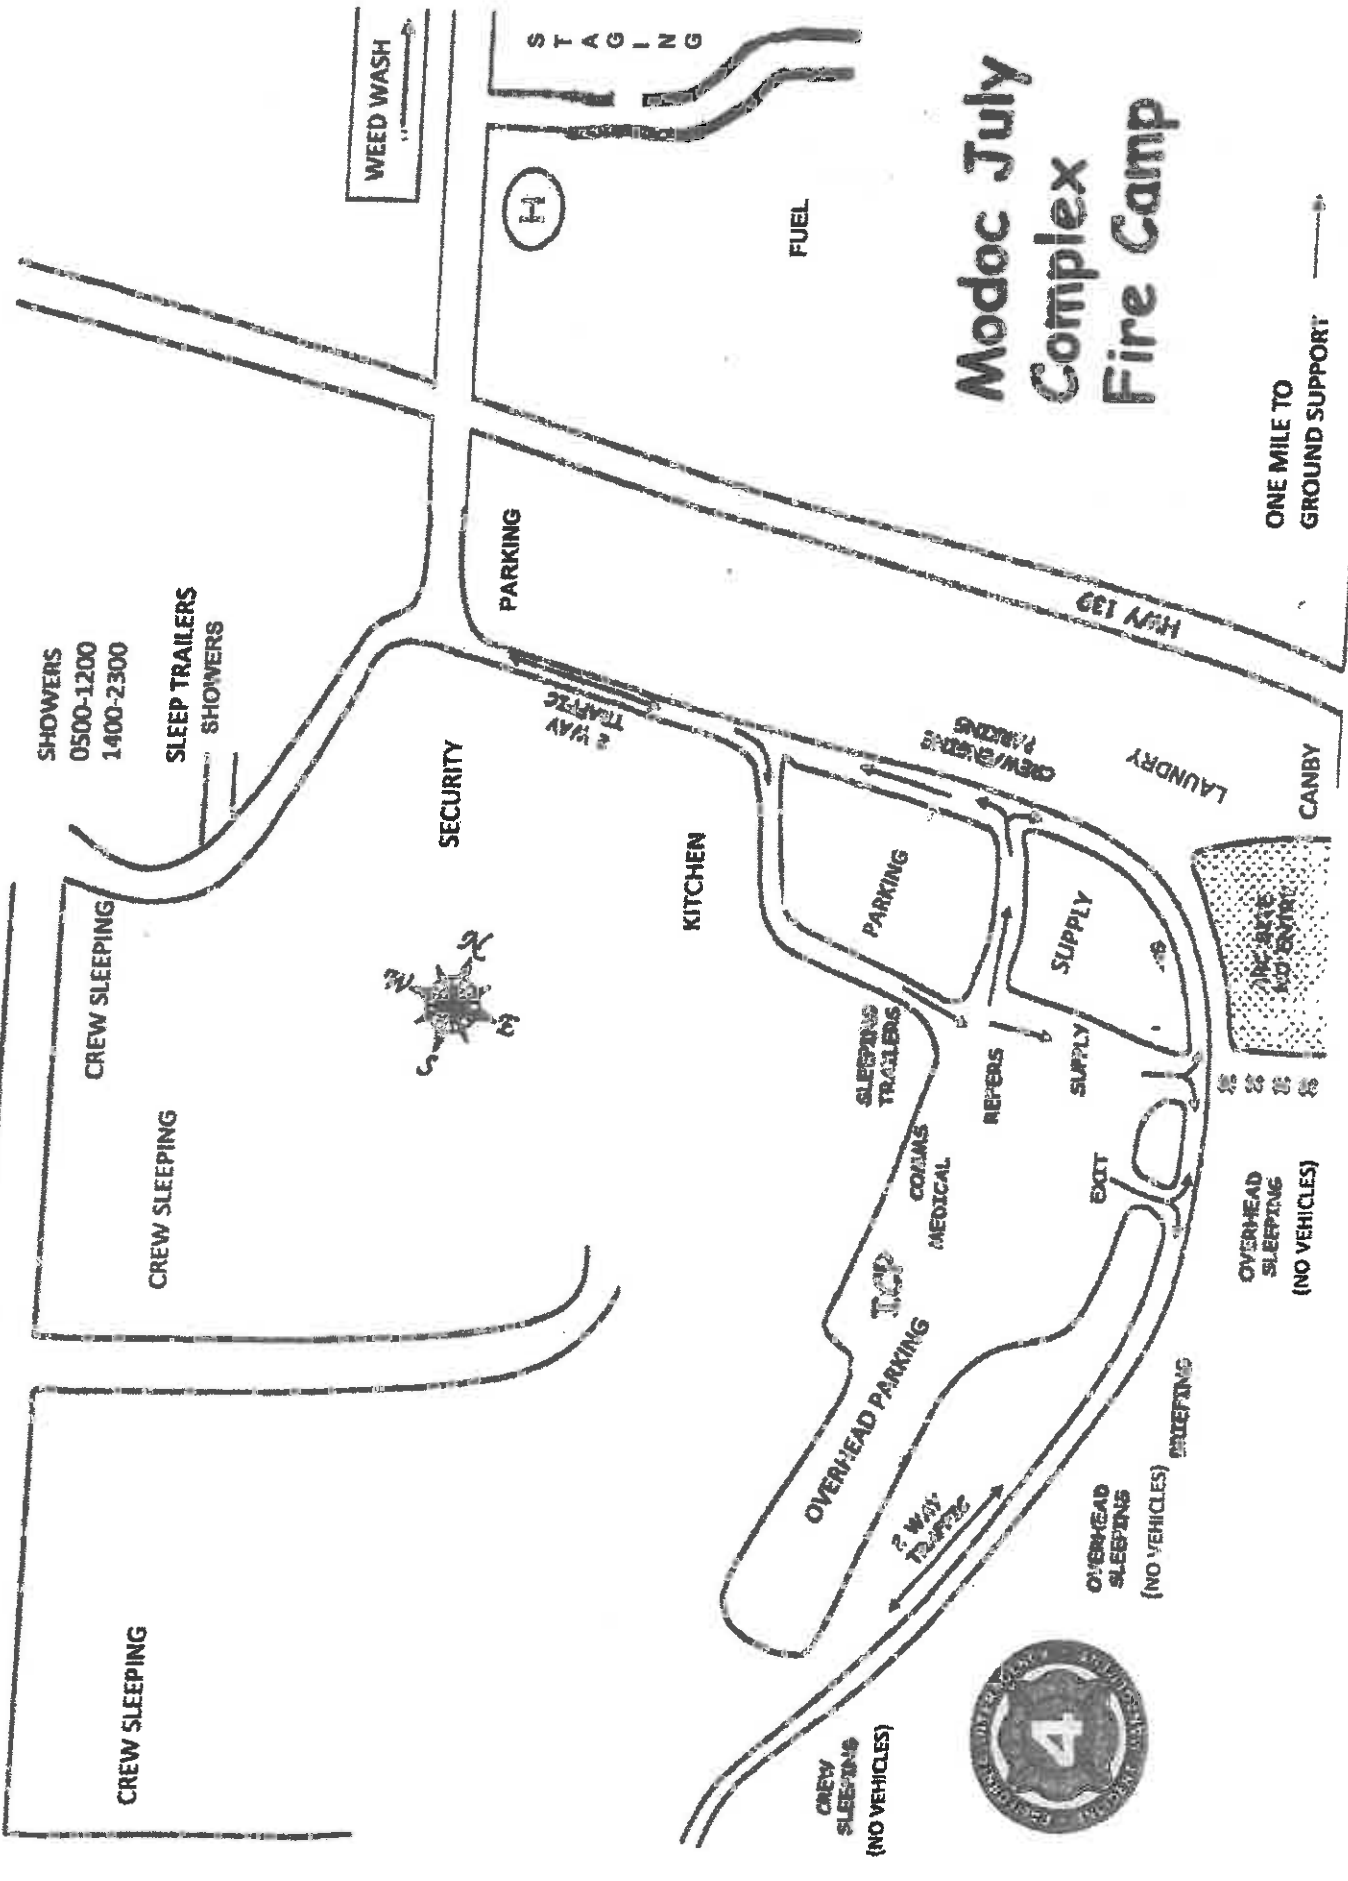 SHOWERS
0500-1200
1400-2300
SLEEP TRAILERS
SHOWERS
WEED WASH
STAGING
H
FUEL
Modoc July
Complex
Fire Camp
ONE MILE TO
GROUND SUPPORT
HWY 139
PARKING
2 WAY
TRAFFIC
SECURITY
CREW SLEEPING
CREW SLEEPING
CREW SLEEPING
N
S
KITCHEN
CREW/ENGINE
PARKING
LAUNDRY
CANBY
PARKING
SUPPLY
SLEEPING
TRAILERS
REFERS
SUPPLY
NO ENTRY
COMMS
MEDICAL
ICP
EXIT
OVERHEAD PARKING
2 WAY
TRAFFIC
OVERHEAD
SLEEPING
(NO VEHICLES)
BRIEFING
OVERHEAD
SLEEPING
(NO VEHICLES)
CREW
SLEEPING
(NO VEHICLES)
4